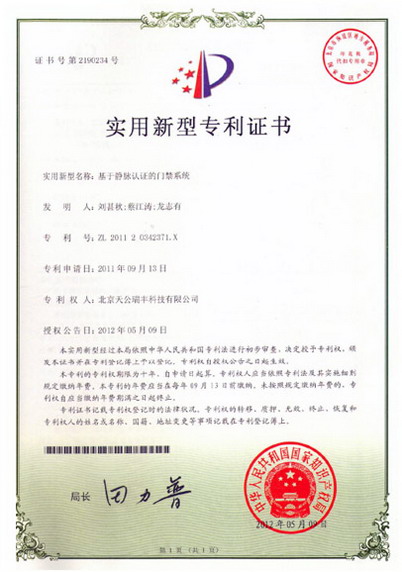 证书号第2190234号
实用新型专利证书
实用新型名称：基于静脉认证的门禁系统
发 明 人：刘甚秋;蔡江涛;龙志有
专 利 号：ZL 2011 2 0342371.X
专利申请日：2011年09月13日
专 利 权 人：北京天公瑞丰科技有限公司
授权公告日：2012年05月09日
本实用新型经过本局依照中华人民共和国专利法进行初步审查，决定授予专利权，颁
发本证书并在专利登记簿上予以登记。专利权自授权公告之日起生效。
本专利的专利权期限为十年，自申请日起算。专利权人应当依照专利法及其实施细则
规定缴纳年费。本专利的年费应当在每年09月13日前缴纳。未按照规定缴纳年费的，专
利权自应当缴纳年费期满之日起终止。
专利证书记载专利权登记时的法律状况。专利权的转移、质押、无效、终止、恢复和
专利权人的姓名或名称、国籍、地址变更等事项记载在专利登记簿上。
局长 田力普
中华人民共和国国家知识产权局
2012年05月09日
第1页（共1页）